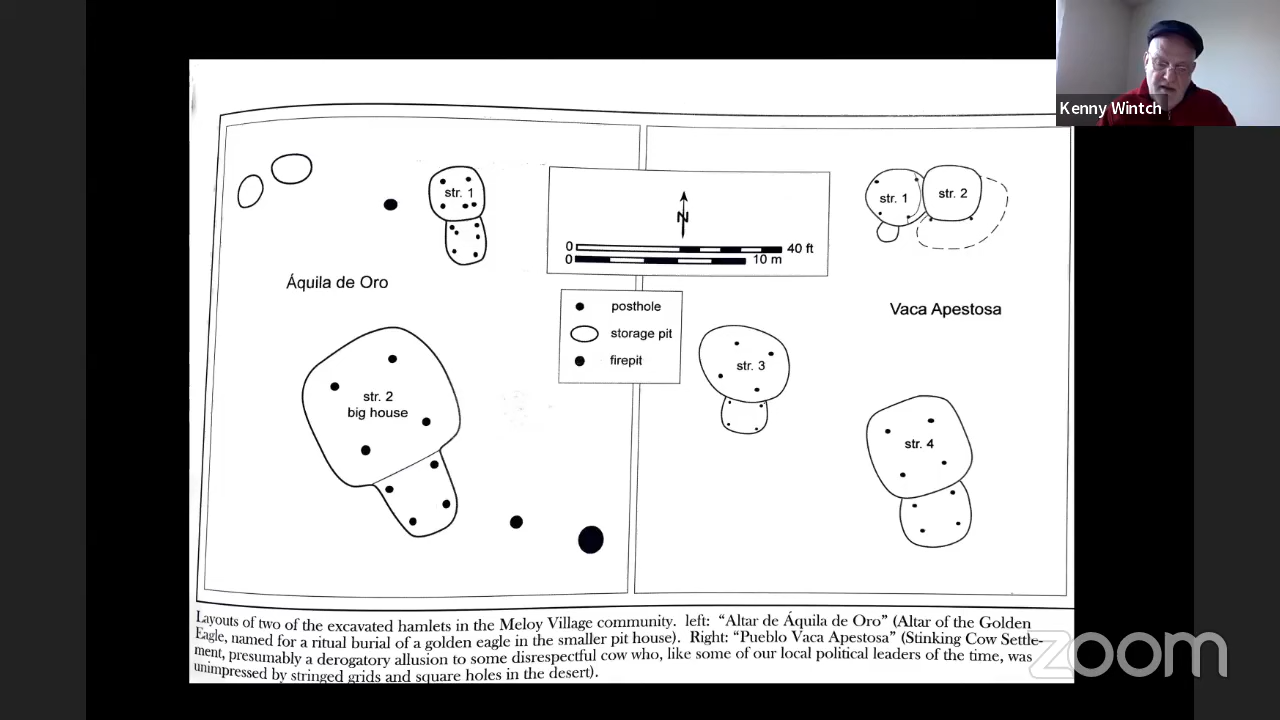 Kenny Wintch
str. 1
Áquila de Oro
str. 2
big house
N
0 40 ft
0 10 m
posthole
storage pit
firepit
str. 1
str. 2
Vaca Apestosa
str. 3
str. 4
Layouts of two of the excavated hamlets in the Meloy Village community. left: “Altar de Áquila de Oro” (Altar of the Golden
Eagle, named for a ritual burial of a golden eagle in the smaller pit house). Right: “Pueblo Vaca Apestosa” (Stinking Cow Settle-
ment, presumably a derogatory allusion to some disrespectful cow who, like some of our local political leaders of the time, was
unimpressed by stringed grids and square holes in the desert).
zoom